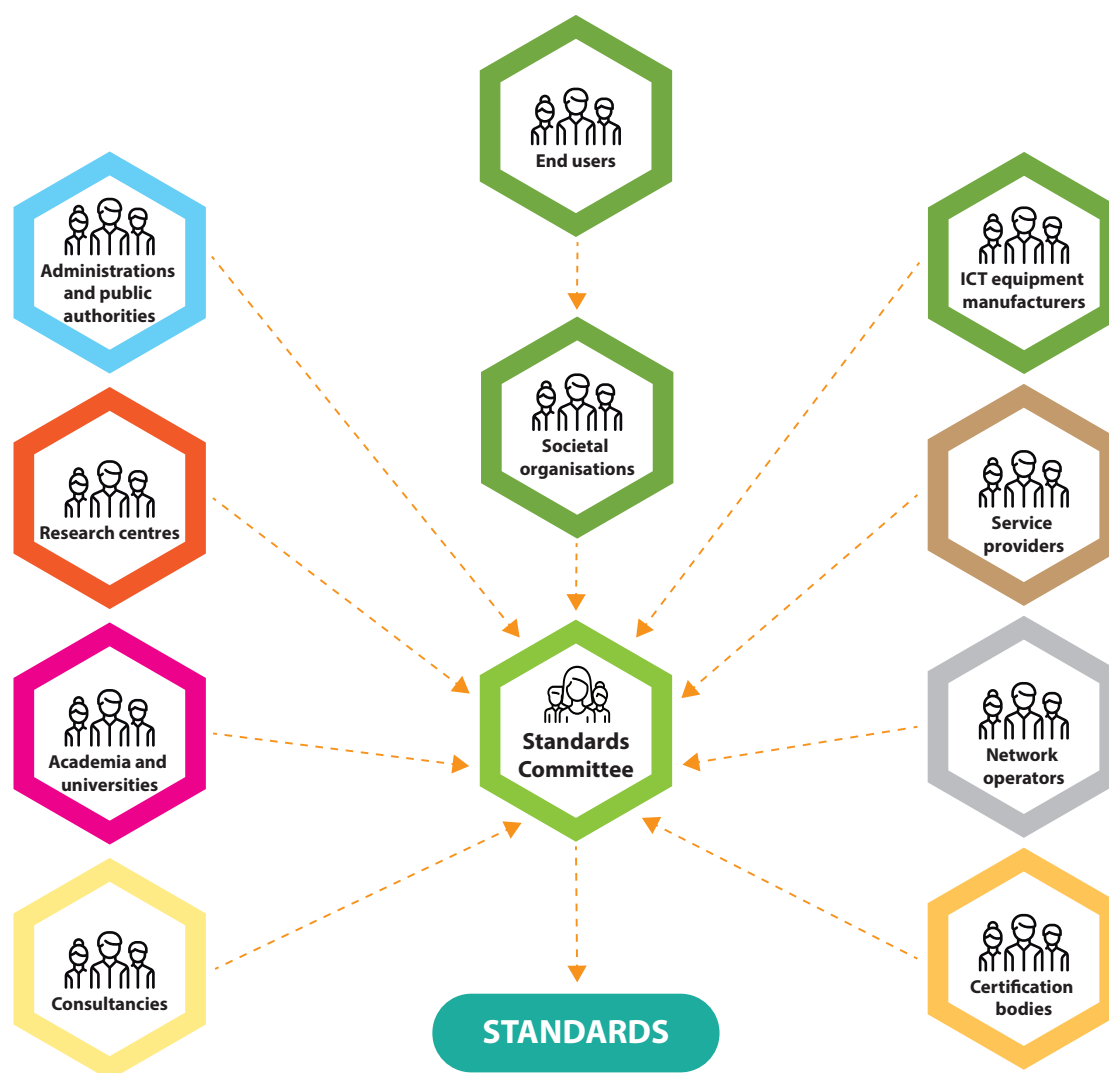 End users
Administrations
and public
authorities
ICT equipment
manufacturers
Societal
organisations
Research centres
Service
providers
Standards
Committee
Academia and
universities
Network
operators
Consultancies
Certification
bodies
STANDARDS